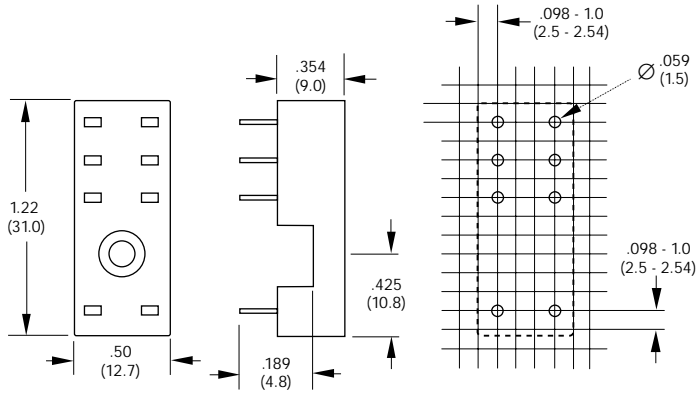 .098 - 1.0
(2.5 - 2.54)
.354
(9.0)
Ø .059
(1.5)
1.22
(31.0)
.098 - 1.0
(2.5 - 2.54)
.425
(10.8)
.50
(12.7)
.189
(4.8)